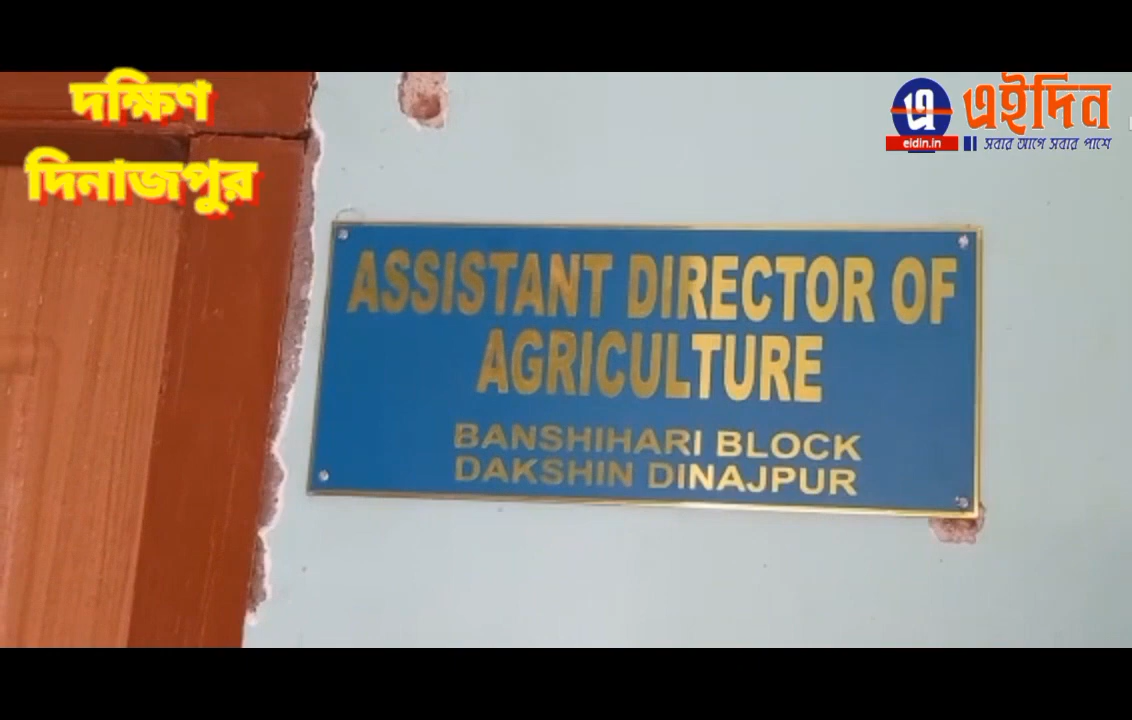 দক্ষিণ
দিনাজপুর
এ
eidin.in
এইদিন
সবার আগে সবার পাশে
ASSISTANT DIRECTOR OF
AGRICULTURE
BANSHIHARI BLOCK
DAKSHIN DINAJPUR